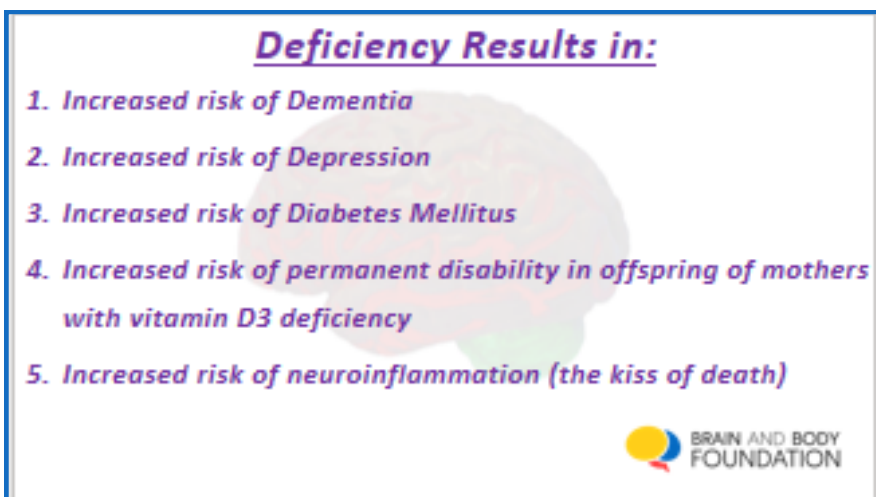 Deficiency Results in:
1. Increased risk of Dementia
2. Increased risk of Depression
3. Increased risk of Diabetes Mellitus
4. Increased risk of permanent disability in offspring of mothers
with vitamin D3 deficiency
5. Increased risk of neuroinflammation (the kiss of death)
BRAIN AND BODY
FOUNDATION